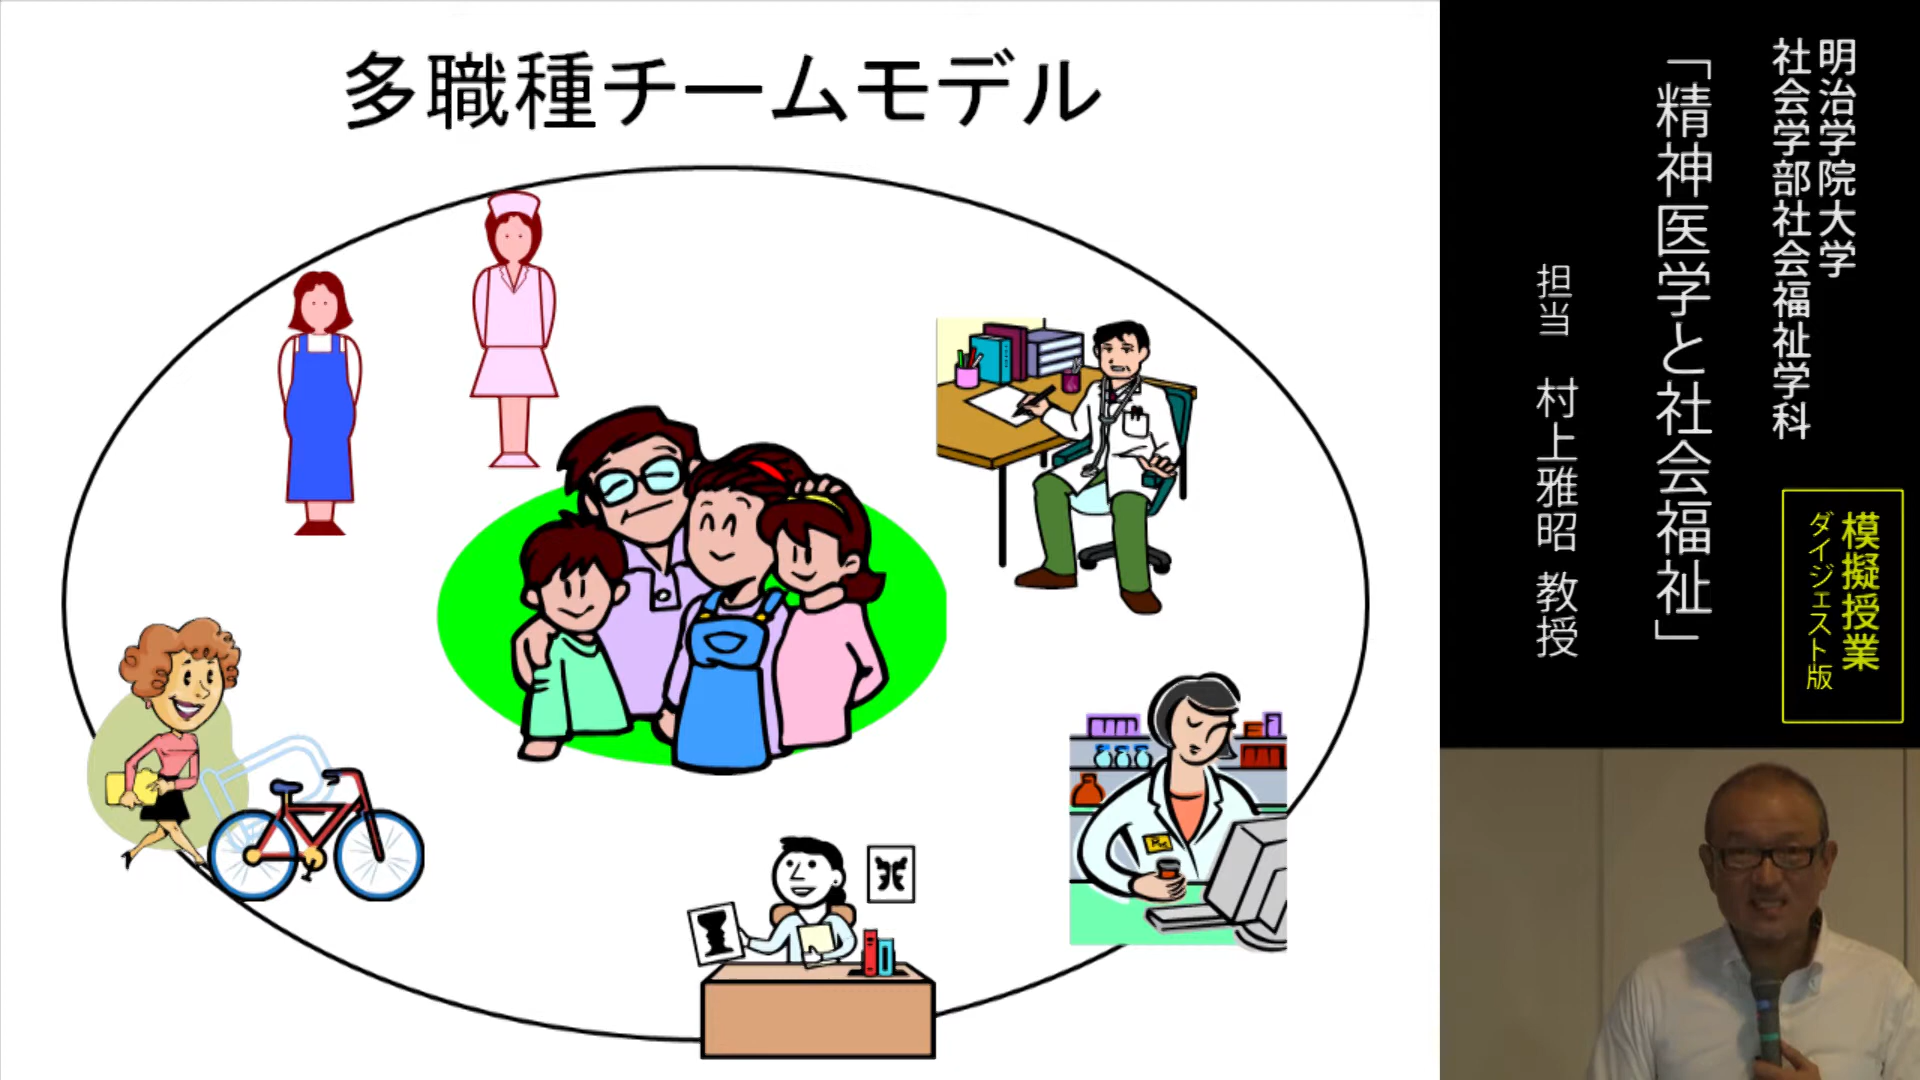 多職種チームモデル
明治学院大学
社会学部社会福祉学科
「精神医学と社会福祉」
担当 村上雅昭 教授
模擬授業
ダイジェスト版